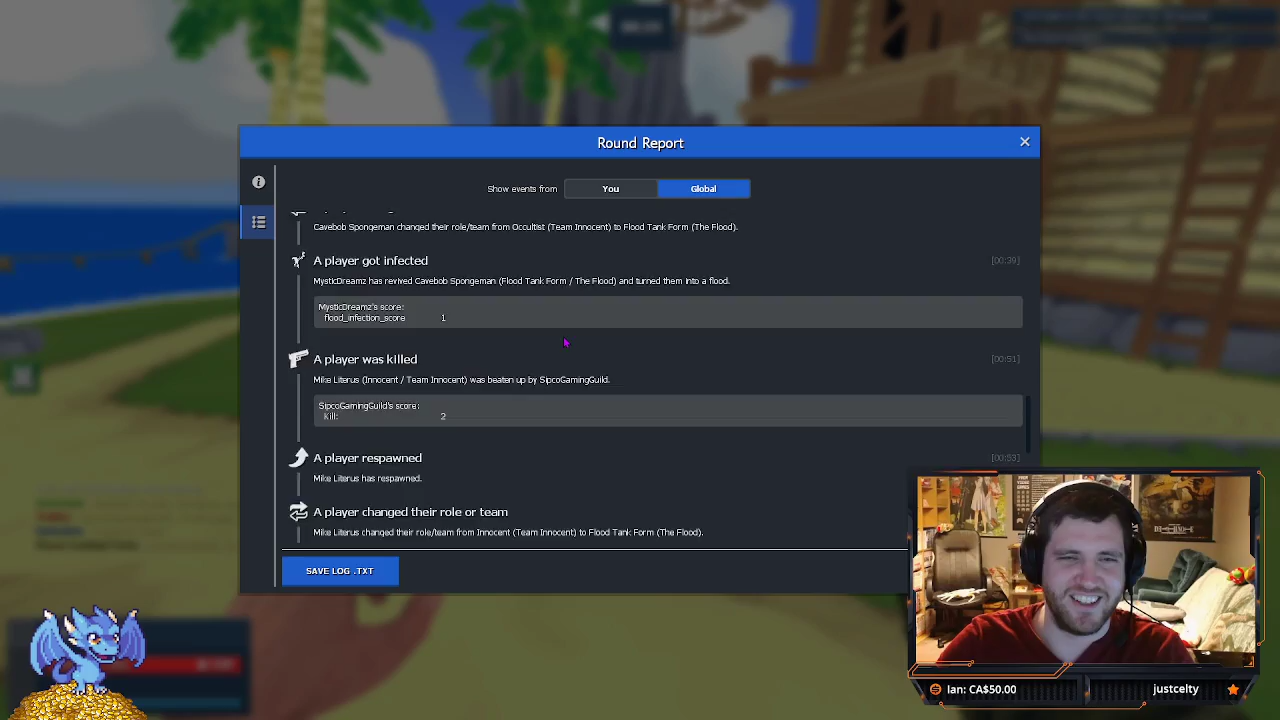 Round Report
Show events from
You
Global
Cavebob Spongeman changed their role/team from Occultist (Team Innocent) to Flood Tank Form (The Flood).
A player got infected
[00:39]
MysticDreamz has revived Cavebob Spongeman (Flood Tank Form / The Flood) and turned them into a flood.
MysticDreamz's score:
flood_infection_score 1
A player was killed
[00:51]
Mike Literus (Innocent / Team Innocent) was beaten up by SipcoGamingGuild.
SipcoGamingGuild's score:
Kill: 2
A player respawned
[00:53]
Mike Literus has respawned.
A player changed their role or team
Mike Literus changed their role/team from Innocent (Team Innocent) to Flood Tank Form (The Flood).
SAVE LOG .TXT
Ian: CA$50.00
justcelty